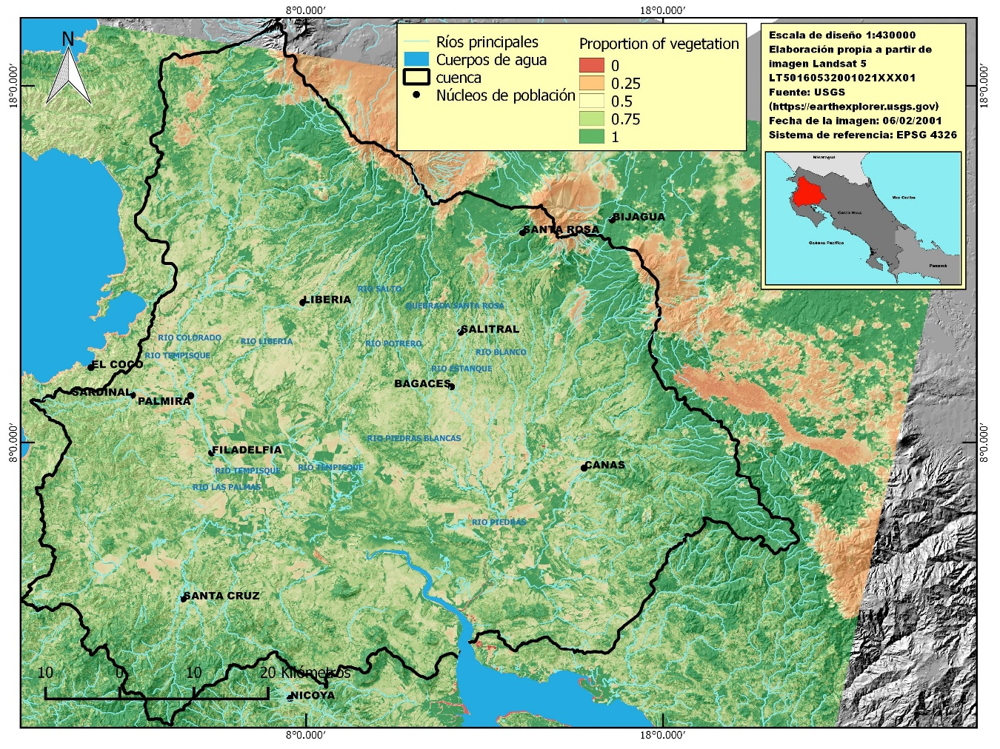 8°0.000'
18°0.000'
N
18°0.000'
18°0.000'
8°0.000'
8°0.000'
Ríos principales
Cuerpos de agua
cuenca
Núcleos de población
Proportion of vegetation
0
0.25
0.5
0.75
1
Escala de diseño 1:430000
Elaboración propia a partir de
imagen Landsat 5
LT50160532001021XXX01
Fuente: USGS
(https://earthexplorer.usgs.gov)
Fecha de la imagen: 06/02/2001
Sistema de referencia: EPSG 4326
Nicaragua
Mar Caribe
Costa Rica
Océano Pacífico
Panamá
BIJAGUA
SANTA ROSA
RIO SALTO
LIBERIA
QUEBRADA SANTA ROSA
SALITRAL
RIO COLORADO
RIO LIBERIA
RIO POTRERO
RIO BLANCO
RIO TEMPISQUE
EL COCO
RIO ESTANQUE
BAGACES
SARDINAL
PALMIRA
RIO PIEDRAS BLANCAS
FILADELFIA
CANAS
RIO TEMPISQUE
RIO TEMPISQUE
RIO LAS PALMAS
RIO PIEDRAS
SANTA CRUZ
10 0 10 20 Kilómetros
NICOYA
8°0.000'
18°0.000'